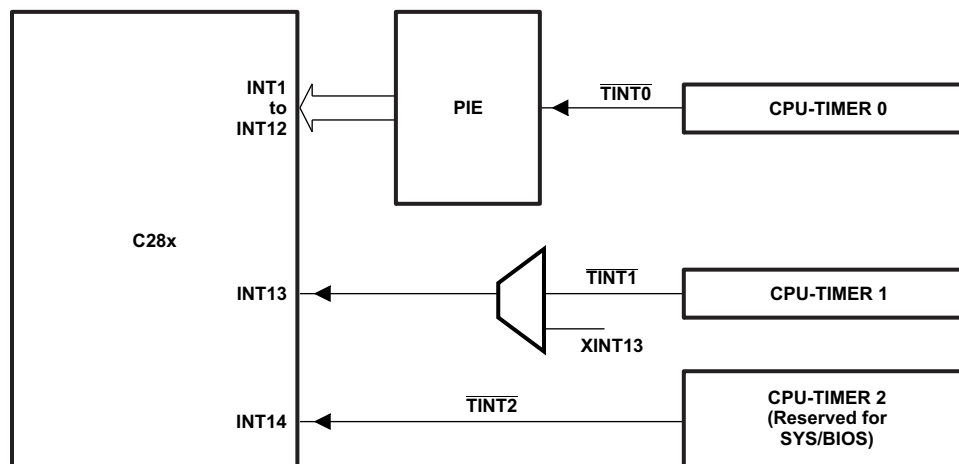 INT1
to
INT12
PIE
TINT0
CPU-TIMER 0
C28x
INT13
TINT1
CPU-TIMER 1
XINT13
INT14
TINT2
CPU-TIMER 2
(Reserved for
SYS/BIOS)